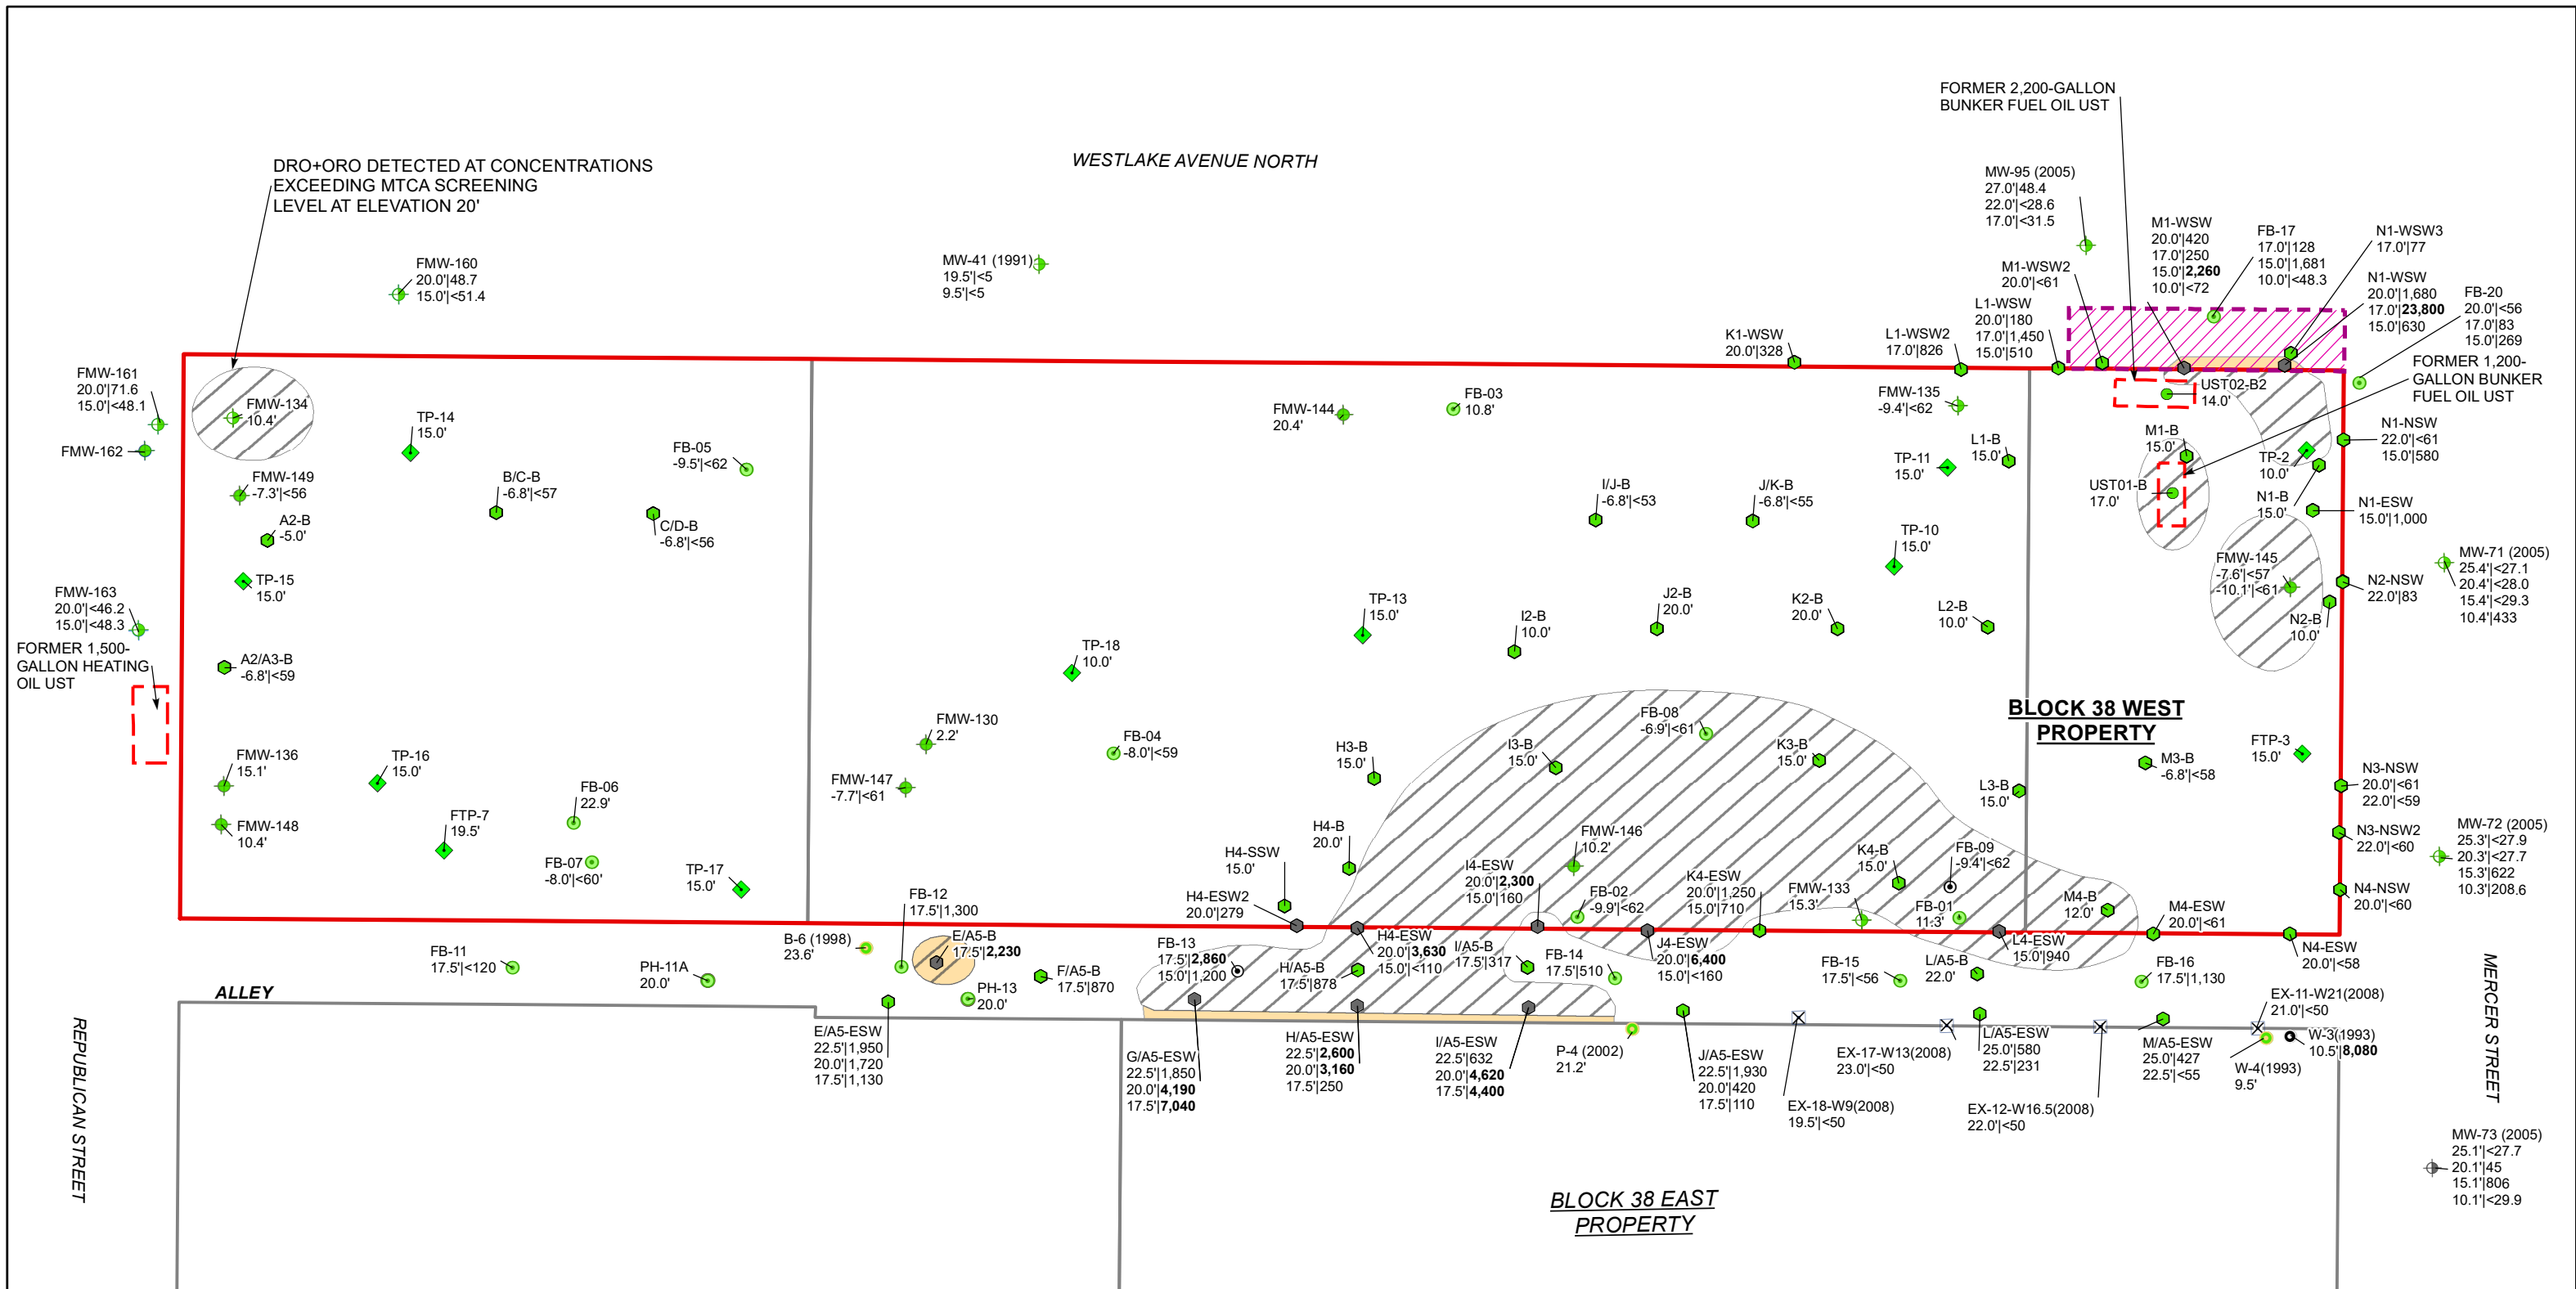 FORMER 2,200-GALLON
BUNKER FUEL OIL UST
WESTLAKE AVENUE NORTH
DRO+ORO DETECTED AT CONCENTRATIONS
EXCEEDING MTCA SCREENING
LEVEL AT ELEVATION 20'
MW-95 (2005)
27.0'|48.4
22.0'|<28.6
17.0'|<31.5
M1-WSW
20.0'|420
17.0'|250
15.0'|2,260
10.0'|<72
FB-17
17.0'|128
15.0'|1,681
10.0'|<48.3
N1-WSW3
17.0'|77
N1-WSW
20.0'|1,680
17.0'|23,800
15.0'|630
FB-20
20.0'|<56
17.0'|83
15.0'|269
FORMER 1,200-
GALLON BUNKER
FUEL OIL UST
FMW-160
20.0'|48.7
15.0'|<51.4
MW-41 (1991)
19.5'|<5
9.5'|<5
M1-WSW2
20.0'|<61
L1-WSW
20.0'|180
17.0'|1,450
15.0'|510
L1-WSW2
17.0'|826
K1-WSW
20.0'|328
FMW-161
20.0'|71.6
15.0'|<48.1
FMW-162
FMW-134
10.4'
TP-14
15.0'
FB-05
-9.5'|<62
FMW-144
20.4'
FB-03
10.8'
FMW-135
-9.4'|<62
UST02-B2
14.0'
N1-NSW
22.0'|<61
15.0'|580
FMW-149
-7.3'|<56
B/C-B
-6.8'|<57
A2-B
-5.0'
C/D-B
-6.8'|<56
I/J-B
-6.8'|<53
J/K-B
-6.8'|<55
TP-11
15.0'
L1-B
15.0'
M1-B
15.0'
TP-2
10.0'
UST01-B
17.0'
N1-B
15.0'
N1-ESW
15.0'|1,000
TP-15
15.0'
TP-10
15.0'
FMW-145
-7.6'|<57
-10.1'|<61
MW-71 (2005)
25.4'|<27.1
20.4'|<28.0
15.4'|<29.3
10.4'|433
N2-NSW
22.0'|83
N2-B
10.0'
FMW-163
20.0'|<46.2
15.0'|<48.3
FORMER 1,500-
GALLON HEATING
OIL UST
A2/A3-B
-6.8'|<59
TP-13
15.0'
TP-18
10.0'
I2-B
10.0'
J2-B
20.0'
K2-B
20.0'
L2-B
10.0'
BLOCK 38 WEST
PROPERTY
FMW-130
2.2'
FB-04
-8.0'|<59
FB-08
-6.9'|<61
H3-B
15.0'
I3-B
15.0'
K3-B
15.0'
L3-B
15.0'
M3-B
-6.8'|<58
FTP-3
15.0'
N3-NSW
20.0'|<61
22.0'|<59
FMW-136
15.1'
TP-16
15.0'
FB-06
22.9'
FMW-147
-7.7'|<61
FMW-148
10.4'
FTP-7
19.5'
FB-07
-8.0'|<60'
TP-17
15.0'
H4-B
20.0'
H4-SSW
15.0'
H4-ESW2
20.0'|279
FMW-146
10.2'
I4-ESW
20.0'|2,300
15.0'|160
FB-02
-9.9'|<62
K4-ESW
20.0'|1,250
15.0'|710
FMW-133
15.3'
K4-B
15.0'
FB-09
-9.4'|<62
FB-01
11.3'
M4-B
12.0'
N3-NSW2
22.0'|<60
MW-72 (2005)
25.3'|<27.9
20.3'|<27.7
15.3'|622
10.3'|208.6
N4-NSW
20.0'|<60
FB-12
17.5'|1,300
B-6 (1998)
23.6'
E/A5-B
17.5'|2,230
FB-11
17.5'|<120
PH-11A
20.0'
PH-13
20.0'
F/A5-B
17.5'|870
FB-13
17.5'|2,860
15.0'|1,200
H4-ESW
20.0'|3,630
15.0'|<110
H/A5-B
17.5'|878
I/A5-B
17.5'|317
FB-14
17.5'|510
J4-ESW
20.0'|6,400
15.0'|<160
FB-15
17.5'|<56
L4-ESW
15.0'|940
L/A5-B
22.0'
M4-ESW
20.0'|<61
FB-16
17.5'|1,130
N4-ESW
20.0'|<58
ALLEY
REPUBLICAN STREET
MERCER STREET
E/A5-ESW
22.5'|1,950
20.0'|1,720
17.5'|1,130
G/A5-ESW
22.5'|1,850
20.0'|4,190
17.5'|7,040
H/A5-ESW
22.5'|2,600
20.0'|3,160
17.5'|250
I/A5-ESW
22.5'|632
20.0'|4,620
17.5'|4,400
P-4 (2002)
21.2'
J/A5-ESW
22.5'|1,930
20.0'|420
17.5'|110
EX-18-W9(2008)
19.5'|<50
EX-17-W13(2008)
23.0'|<50
L/A5-ESW
25.0'|580
22.5'|231
EX-12-W16.5(2008)
22.0'|<50
M/A5-ESW
25.0'|427
22.5'|<55
EX-11-W21(2008)
21.0'|<50
W-4(1993)
9.5'
W-3(1993)
10.5'|8,080
MW-73 (2005)
25.1'|<27.7
20.1'|45
15.1'|806
10.1'|<29.9
BLOCK 38 EAST
PROPERTY